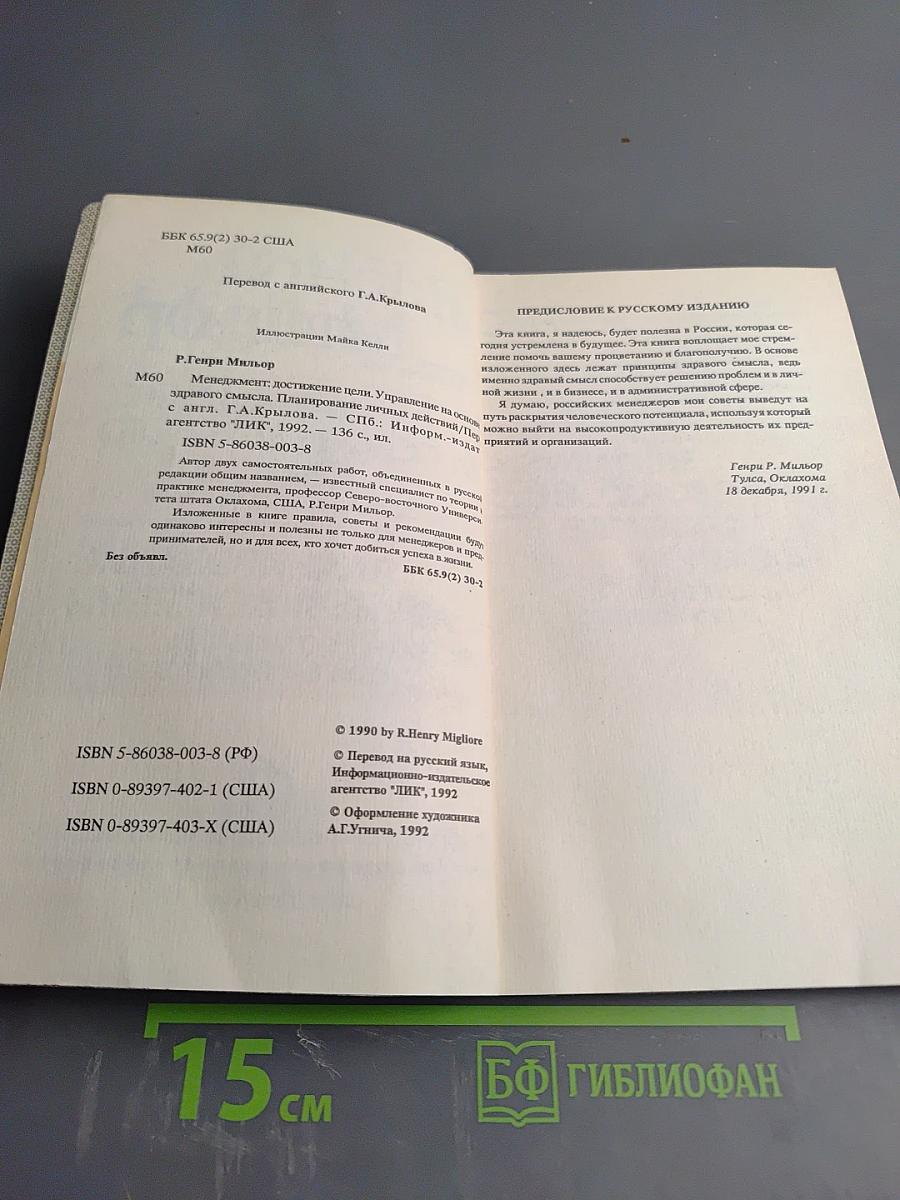 ББК 65.9(2) 30-2 США
М60
Перевод с английского Г.А.Крылова
Иллюстрации Майка Келли
Р.Генри Мильор
М60
Менеджмент; достижение цели. Управление на основе
здравого смысла. Планирование личных действий/Пер.
с англ. Г.А.Крылова. — СПб.: Информ.-издат
агентство "ЛИК", 1992. — 136 с., ил.
ISBN 5-86038-003-8
Автор двух самостоятельных работ, объединенных в русской
редакции общим названием, — известный специалист по теории и
практике менеджмента, профессор Северо-восточного Универси
тета штата Оклахома, США, Р.Генри Мильор.
Изложенные в книге правила, советы и рекомендации будут
одинаково интересны и полезны не только для менеджеров и пред-
принимателей, но и для всех, кто хочет добиться успеха в.жизни.
Без объявл.
ББК 65.9(2) 30-2
ISBN 5-86038-003-8 (РФ)
ISBN 0-89397-402-1 (США)
ISBN 0-89397-403-X (США)
© 1990 by R.Henry Migliore
© Перевод на русский язык,
Информационно-издательское
агентство "ЛИК", 1992
© Оформление художника
А.Г.Угнича, 1992
ПРЕДИСЛОВИЕ К РУССКОМУ ИЗДАНИЮ
Эта книга, я надеюсь, будет полезна в России, которая се-
годня устремлена в будущее. Эта книга воплощает мое стрем-
ление помочь вашему процветанию и благополучию. В основе
изложенного здесь лежат принципы здравого смысла, ведь
именно здравый смысл способствует решению проблем и в лич-
ной жизни , и в бизнесе, и в административной сфере.
Я думаю, российских менеджеров мои советы выведут на
путь раскрытия человеческого потенциала, используя который
можно выйти на высокопродуктивную деятельность их пред-
приятий и организаций.
Генри Р. Мильор
Тулса, Оклахома
18 декабря, 1991 г.
15 см
БФ ГИБЛИОФАН